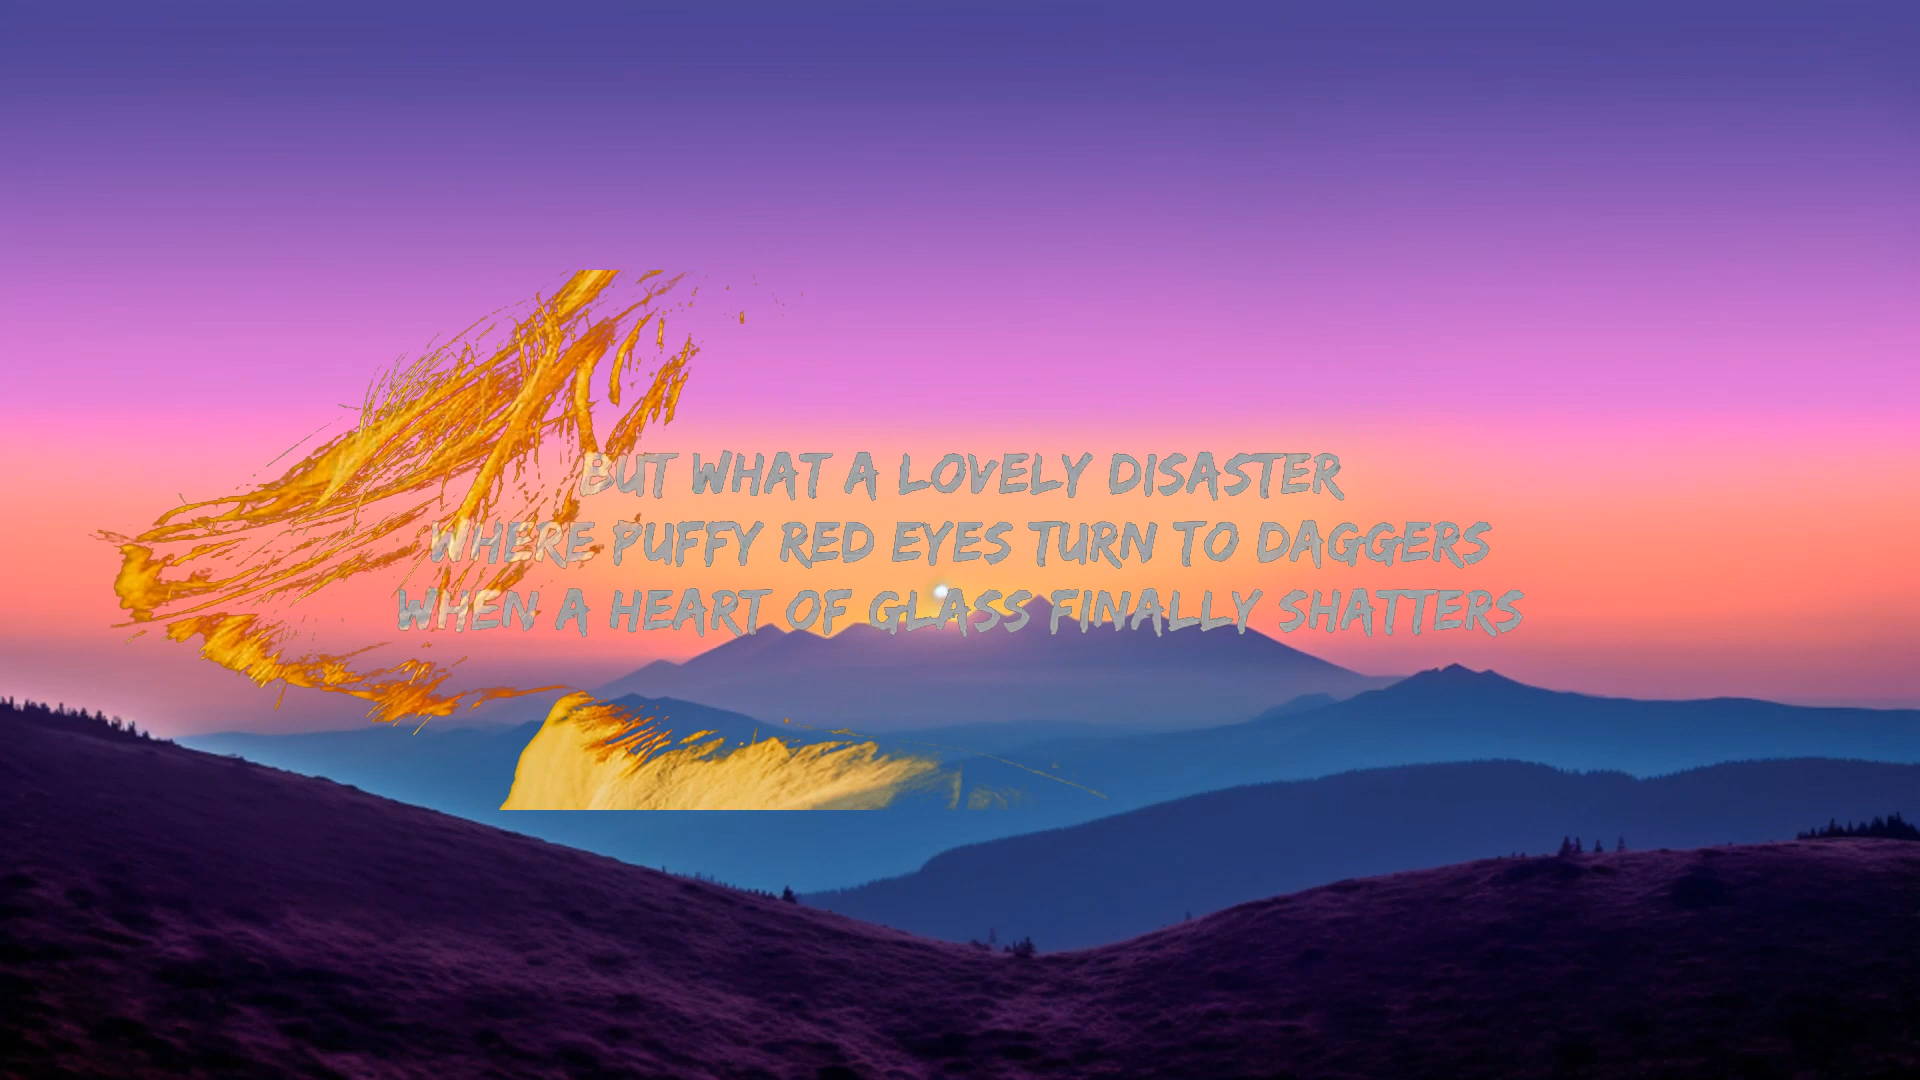 BUT WHAT A LOVELY DISASTER
WHERE PUFFY RED EYES TURN TO DAGGERS
WHEN A HEART OF GLASS FINALLY SHATTERS